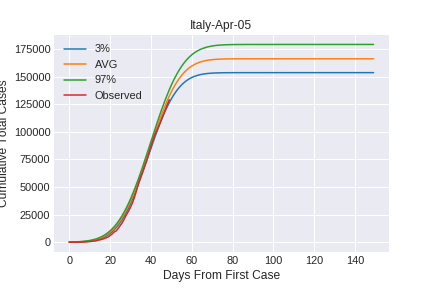 Italy-Apr-05
3%
AVG
97%
Observed
Cumulative Total Cases
175000
150000
125000
100000
75000
50000
25000
0
0 20 40 60 80 100 120 140
Days From First Case